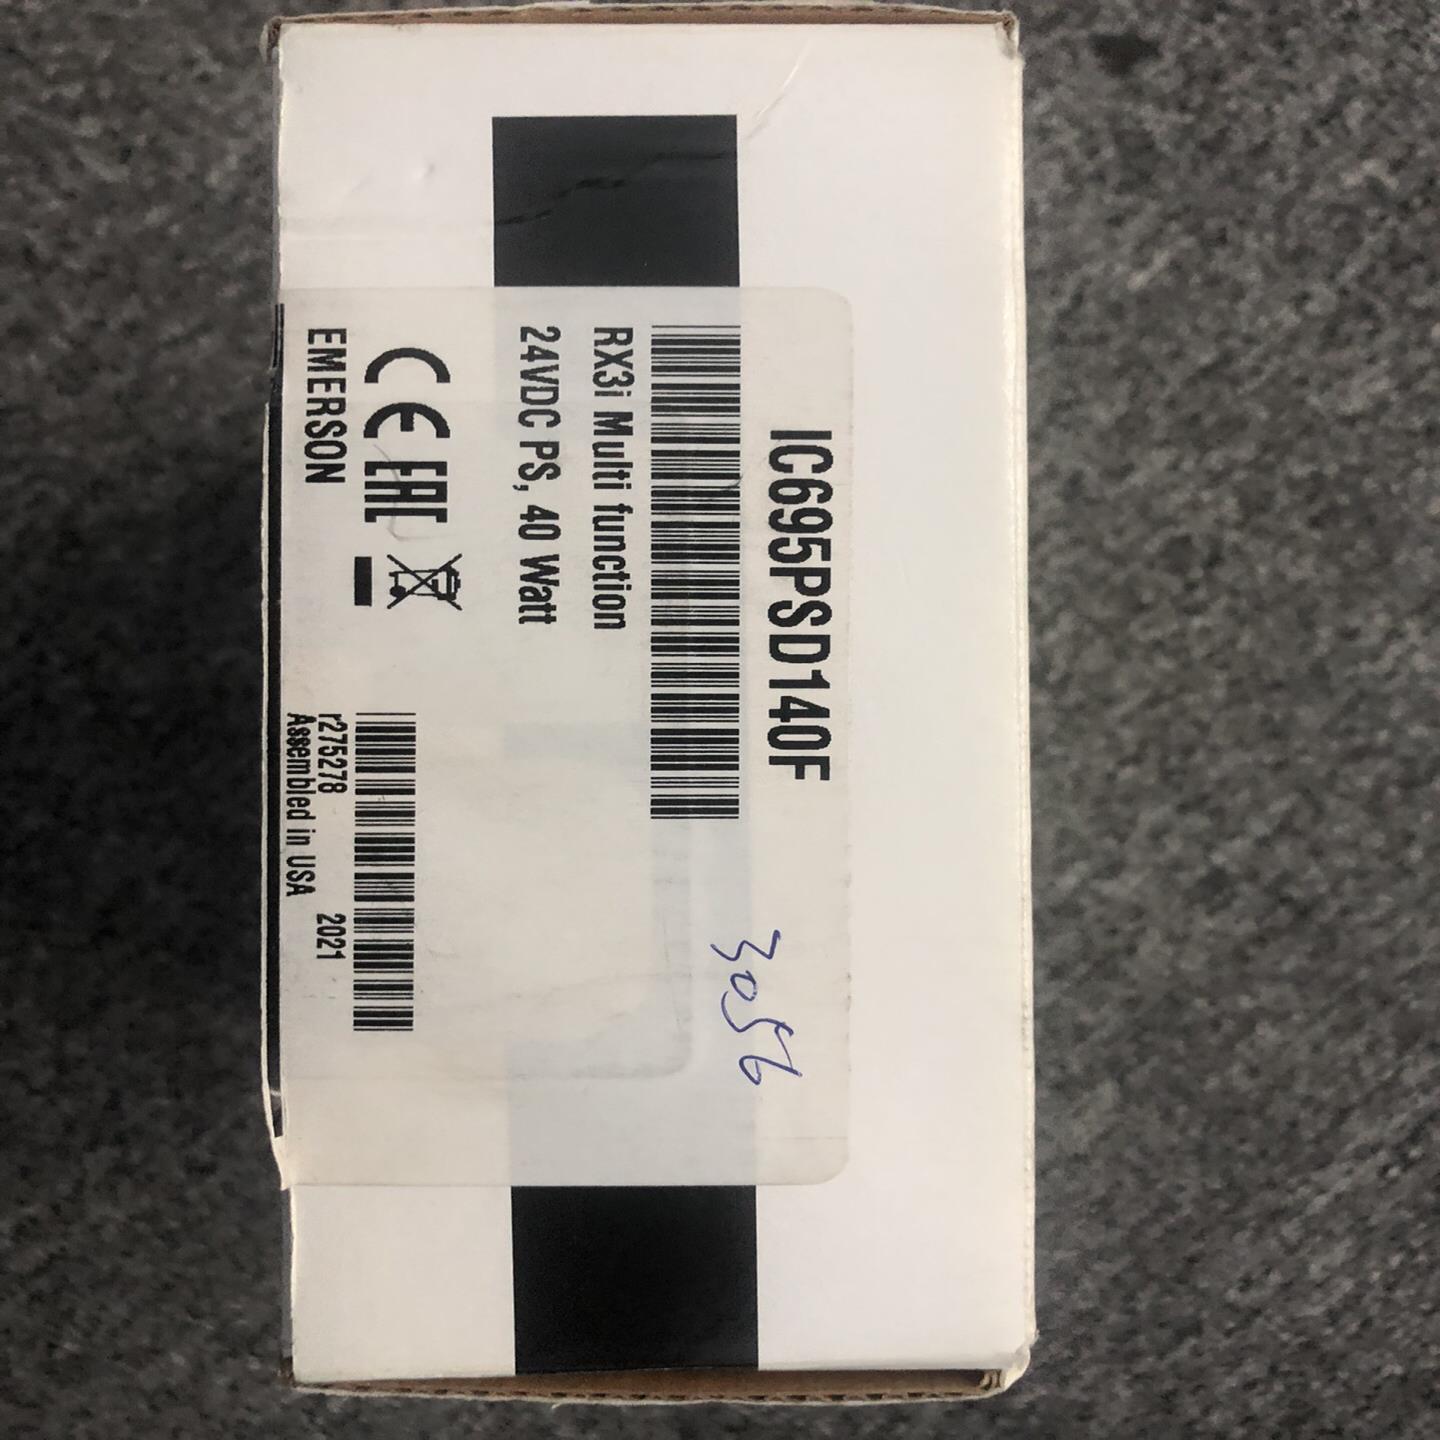 IC695PSD140F
RX3i Multi function
24VDC PS, 40 Watt
3056
CE EAC
EMERSON
r275278 2021
Assembled in USA